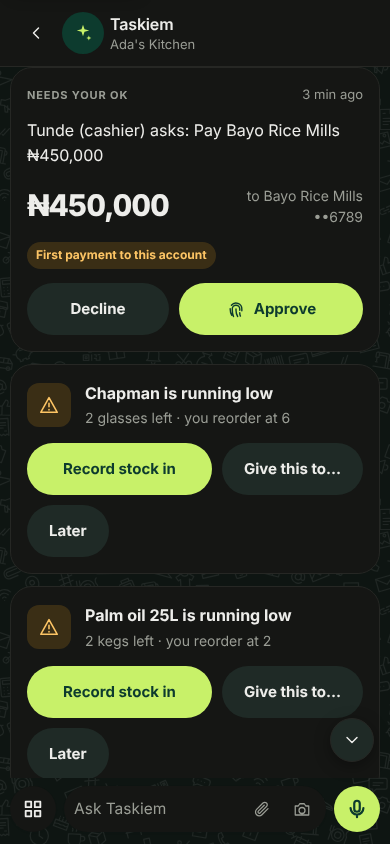 Taskiem
Ada's Kitchen
NEEDS YOUR OK
3 min ago
Tunde (cashier) asks: Pay Bayo Rice Mills
₦450,000
₦450,000
to Bayo Rice Mills
••6789
First payment to this account
Decline
Approve
Chapman is running low
2 glasses left · you reorder at 6
Record stock in
Give this to...
Later
Palm oil 25L is running low
2 kegs left · you reorder at 2
Record stock in
Give this to...
Later
Ask Taskiem